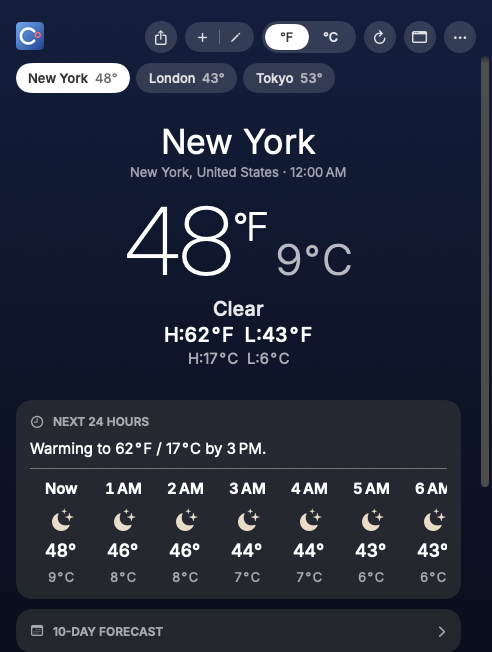 °F °C
New York 48° London 43° Tokyo 53°
New York
New York, United States · 12:00 AM
48°F 9°C
Clear
H:62°F L:43°F
H:17°C L:6°C
NEXT 24 HOURS
Warming to 62°F / 17°C by 3 PM.
Now 1 AM 2 AM 3 AM 4 AM 5 AM 6 AM
48° 46° 46° 44° 44° 43° 43°
9°C 8°C 8°C 7°C 7°C 6°C 6°C
10-DAY FORECAST